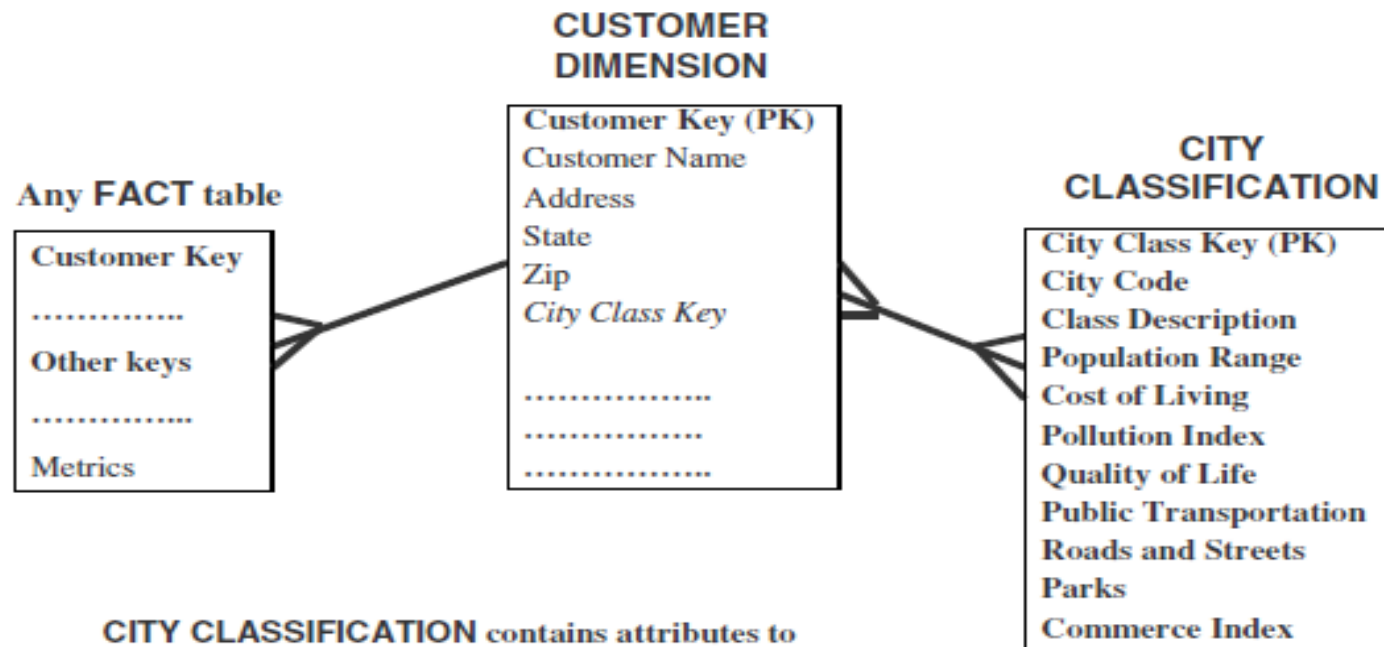 CUSTOMER
DIMENSION
Customer Key (PK)
Customer Name
Address
State
Zip
City Class Key
……………..
…………….
……………..
Any FACT table
Customer Key
…………..
Other keys
…………...
Metrics
CITY
CLASSIFICATION
City Class Key (PK)
City Code
Class Description
Population Range
Cost of Living
Pollution Index
Quality of Life
Public Transportation
Roads and Streets
Parks
Commerce Index
CITY CLASSIFICATION contains attributes to